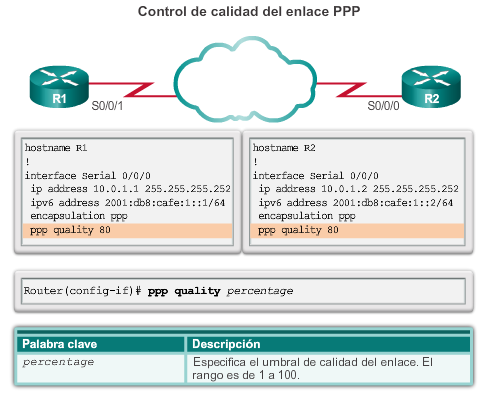 Control de calidad del enlace PPP
R1
S0/0/1
S0/0/0
R2
hostname R1
!
interface Serial 0/0/0
ip address 10.0.1.1 255.255.255.252
ipv6 address 2001:db8:cafe:1::1/64
encapsulation ppp
ppp quality 80
hostname R2
!
interface Serial 0/0/0
ip address 10.0.1.2 255.255.255.252
ipv6 address 2001:db8:cafe:1::2/64
encapsulation ppp
ppp quality 80
Router(config-if)# ppp quality percentage
Palabra clave Descripción
percentage Especifica el umbral de calidad del enlace. El
rango es de 1 a 100.